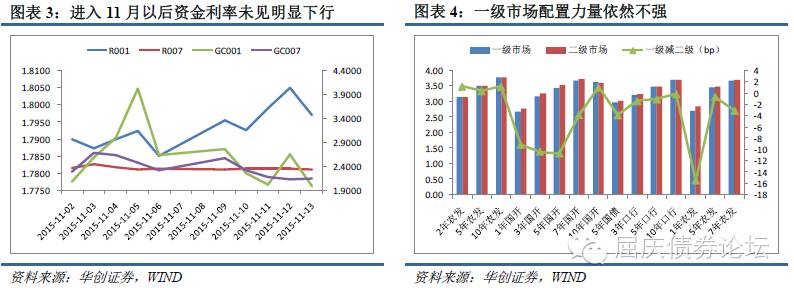 图表 3：进入 11 月以后资金利率未见明显下行
R001
R007
GC001
GC007
1.8100
1.8050
1.8000
1.7950
1.7900
1.7850
1.7800
1.7750
4.4000
3.9000
3.4000
2.9000
2.4000
1.9000
2015-11-02
2015-11-03
2015-11-04
2015-11-05
2015-11-06
2015-11-07
2015-11-08
2015-11-09
2015-11-10
2015-11-11
2015-11-12
2015-11-13
资料来源：华创证券，WIND
图表 4：一级市场配置力量依然不强
一级市场
二级市场
一级减二级（bp）
4.00
3.50
3.00
2.50
2.00
1.50
1.00
0.50
0.00
4
2
0
-2
-4
-6
-8
-10
-12
-14
-16
-18
2年农发
5年农发
10年农发
1年国开
3年国开
5年国开
7年国开
10年国开
5年国债
3年口行
5年口行
10年口行
1年农发
5年农发
7年农发
屈庆债券论坛
资料来源：华创证券，WIND